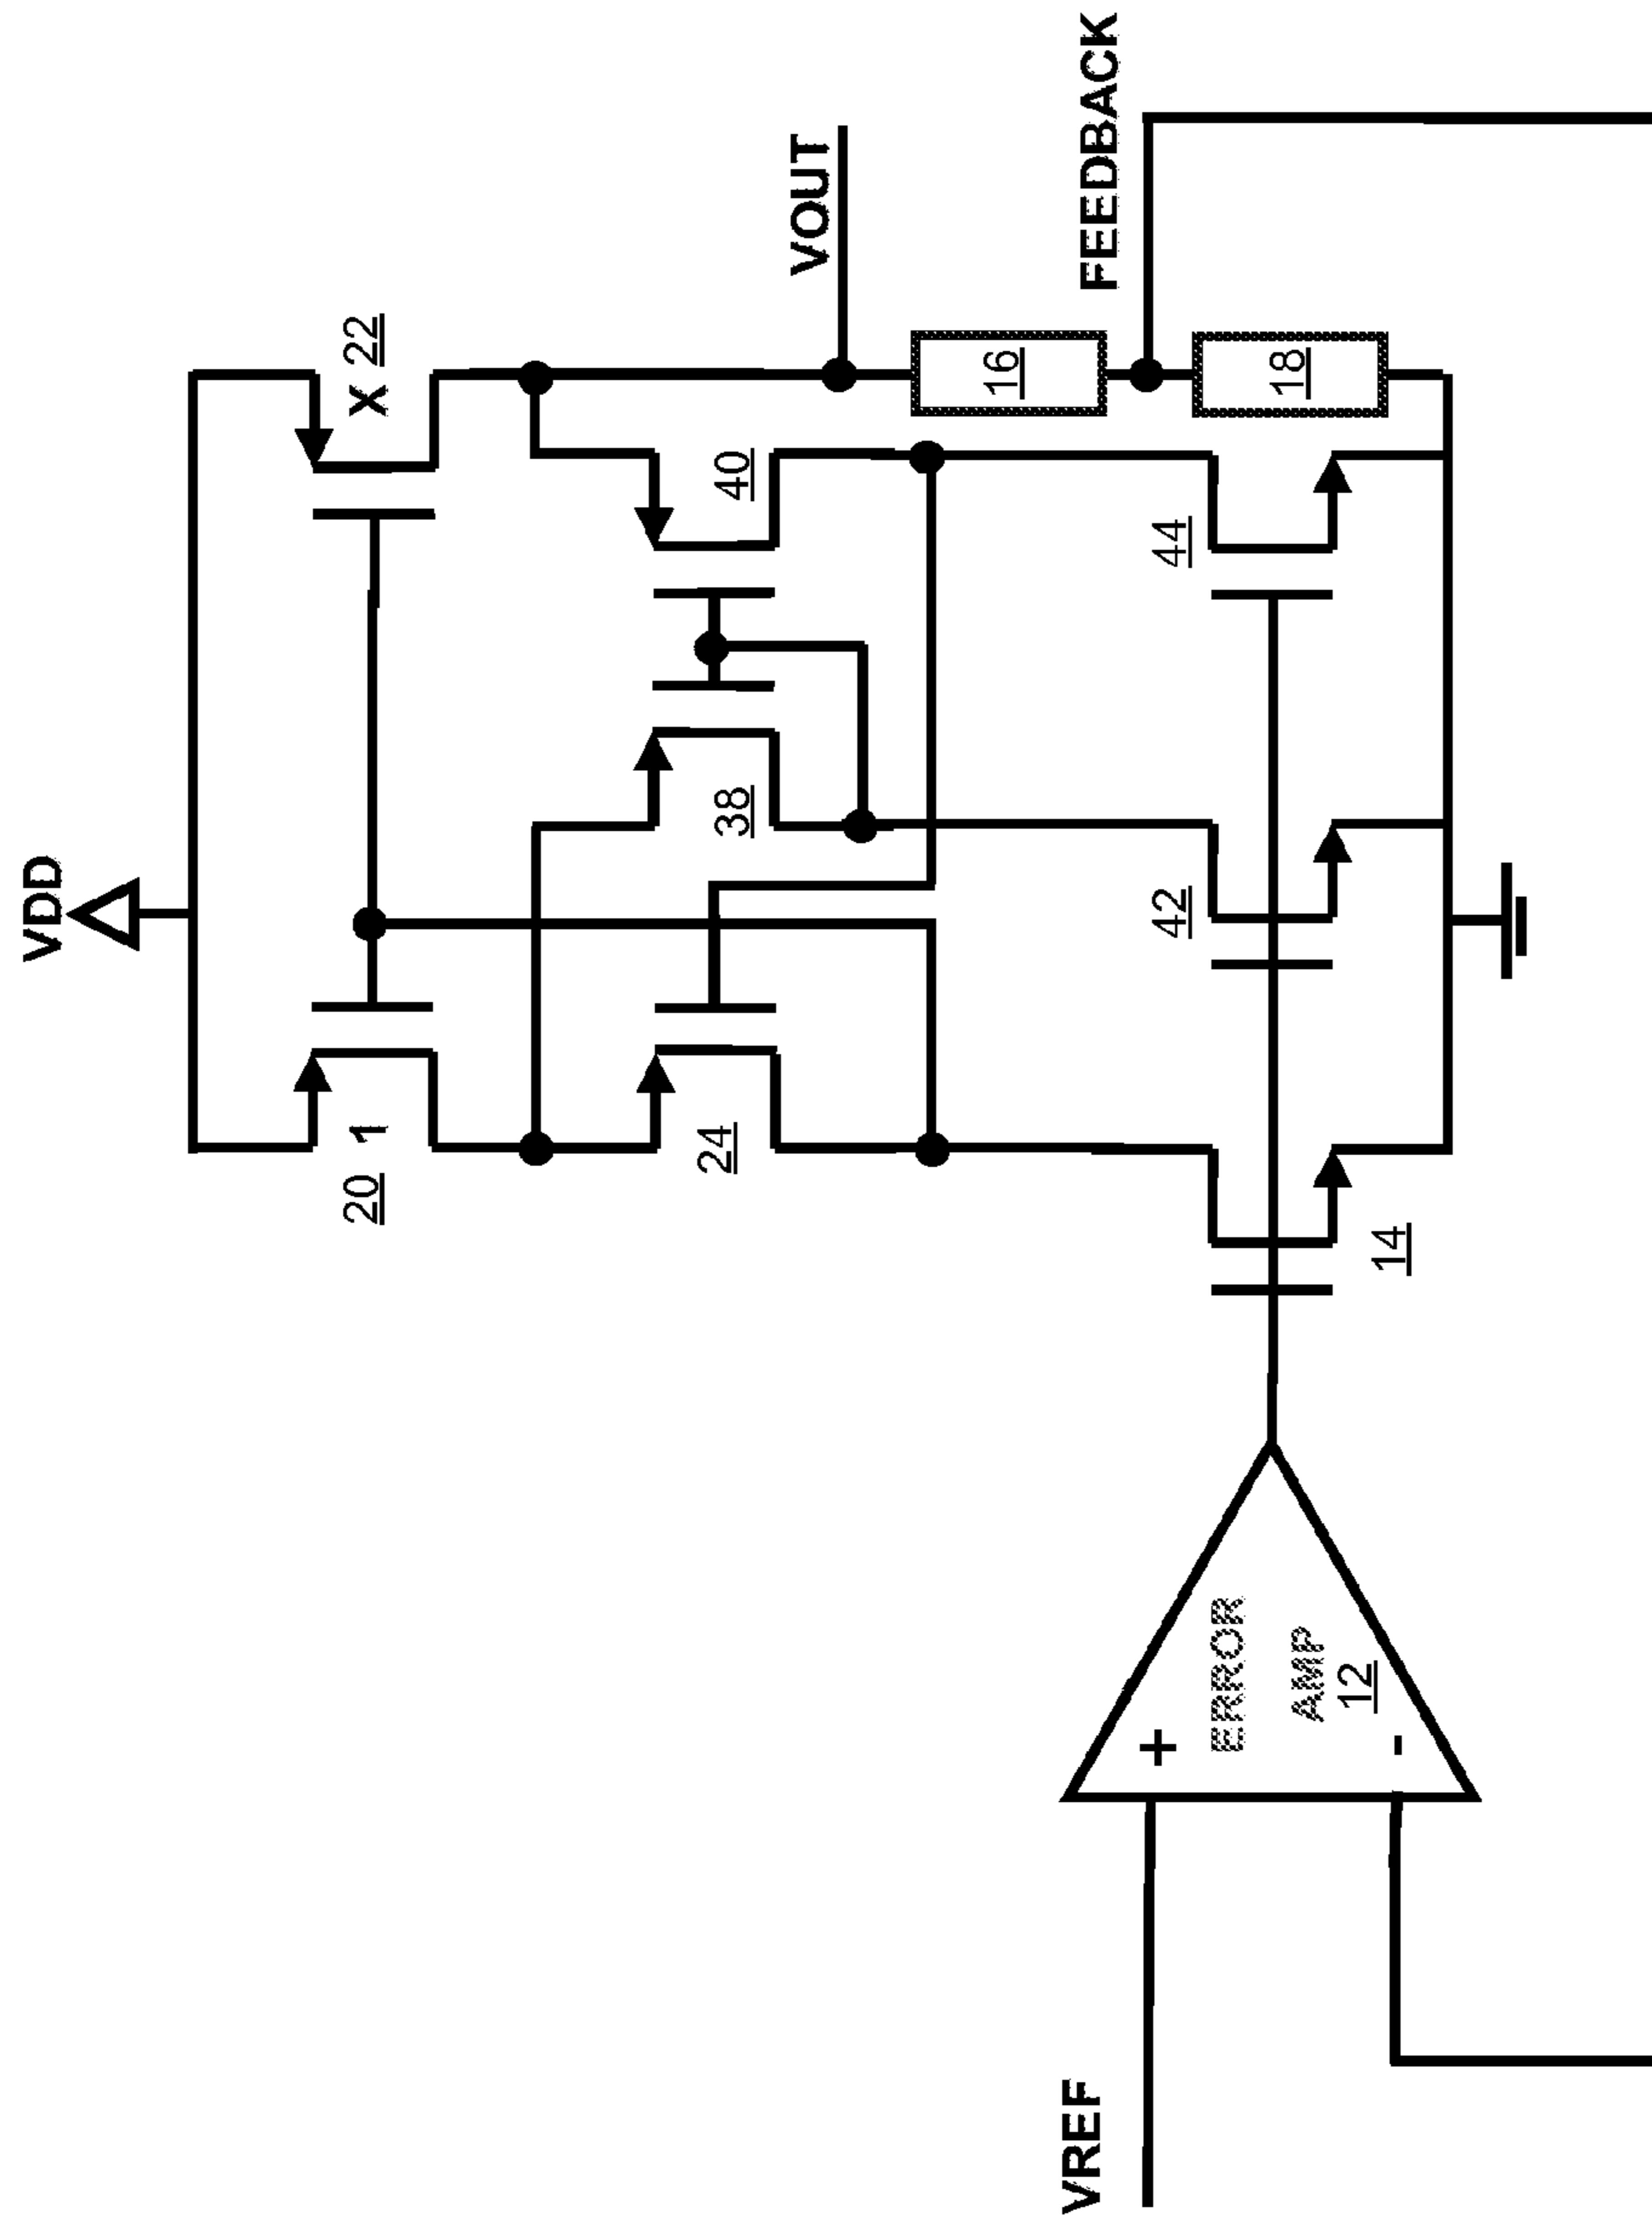 VDD
20 1
X 22
24
38
40
VOUT
16
FEEDBACK
18
14
42
44
VREF
+
ERROR
AMP
12
-